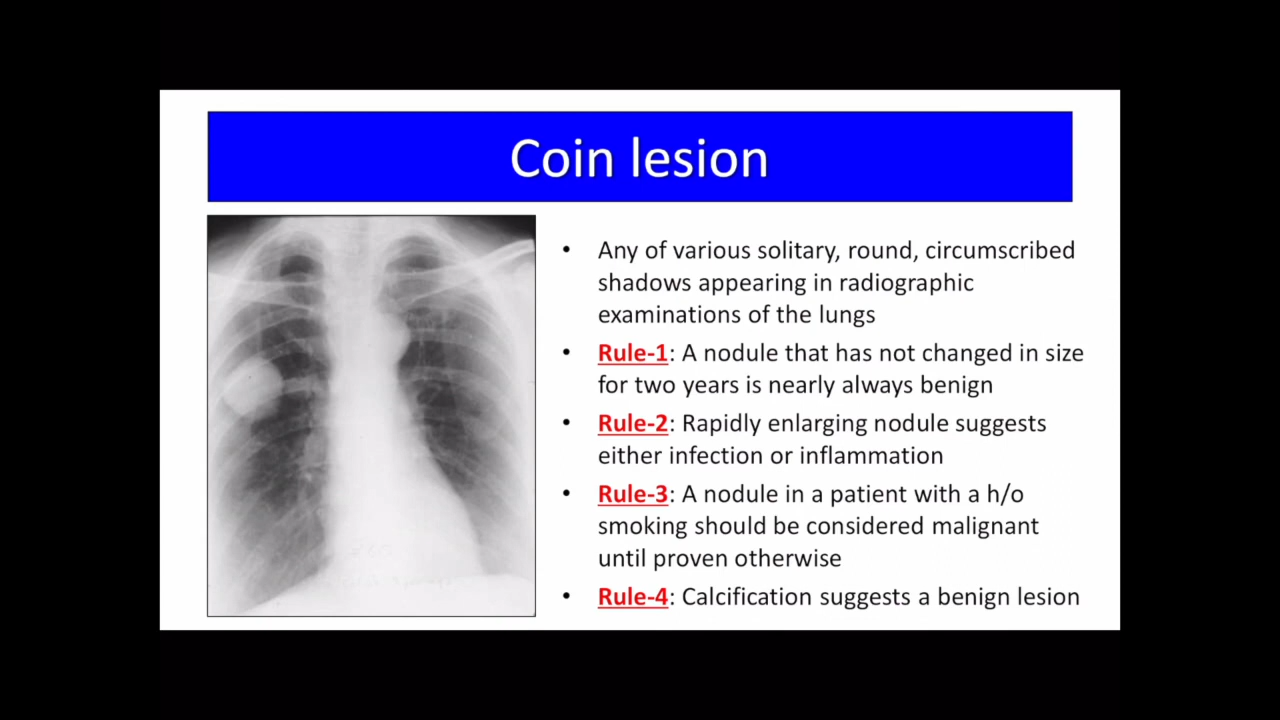 Coin lesion
• Any of various solitary, round, circumscribed
shadows appearing in radiographic
examinations of the lungs
• Rule-1: A nodule that has not changed in size
for two years is nearly always benign
• Rule-2: Rapidly enlarging nodule suggests
either infection or inflammation
• Rule-3: A nodule in a patient with a h/o
smoking should be considered malignant
until proven otherwise
• Rule-4: Calcification suggests a benign lesion